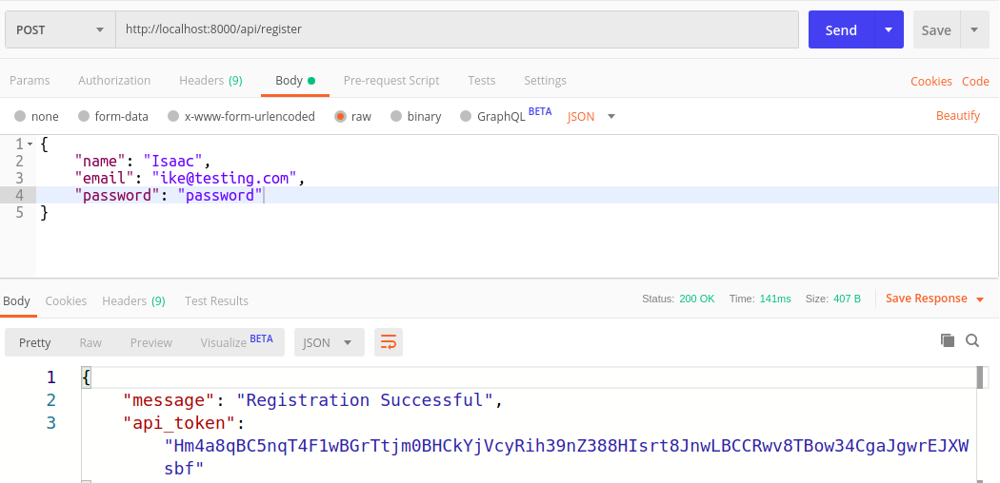 POST http://localhost:8000/api/register Send Save
Params Authorization Headers (9) Body Pre-request Script Tests Settings Cookies Code
none form-data x-www-form-urlencoded raw binary GraphQL BETA JSON Beautify
1 {
2 "name": "Isaac",
3 "email": "ike@testing.com",
4 "password": "password"
5 }
Body Cookies Headers (9) Test Results Status: 200 OK Time: 141ms Size: 407 B Save Response
Pretty Raw Preview Visualize BETA JSON
1 {
2 "message": "Registration Successful",
3 "api_token":
"Hm4a8qBC5nqT4F1wBGrTtjm0BHCkYjVcyRih39nZ388HIsrt8JnwLBCCRwv8TBow34CgaJgwrEJXW
sbf"